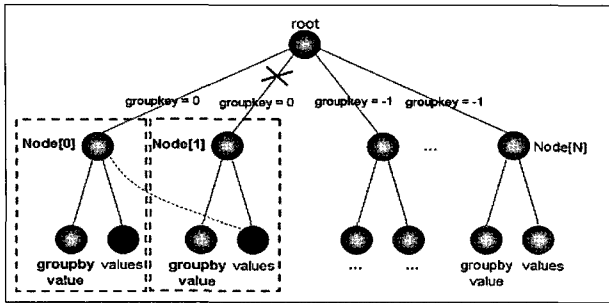 root
groupkey = 0
groupkey = 0
groupkey = -1
groupkey = -1
Node[0]
Node[1]
...
Node[N]
groupby value
values
groupby value
values
...
...
groupby value
values